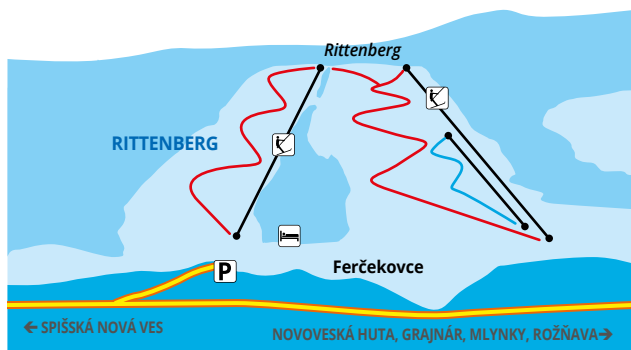 Rittenberg
RITTENBERG
P
Ferčekovce
← SPIŠSKÁ NOVÁ VES
NOVOVESKÁ HUTA, GRAJNÁR, MLYNKY, ROŽŇAVA→